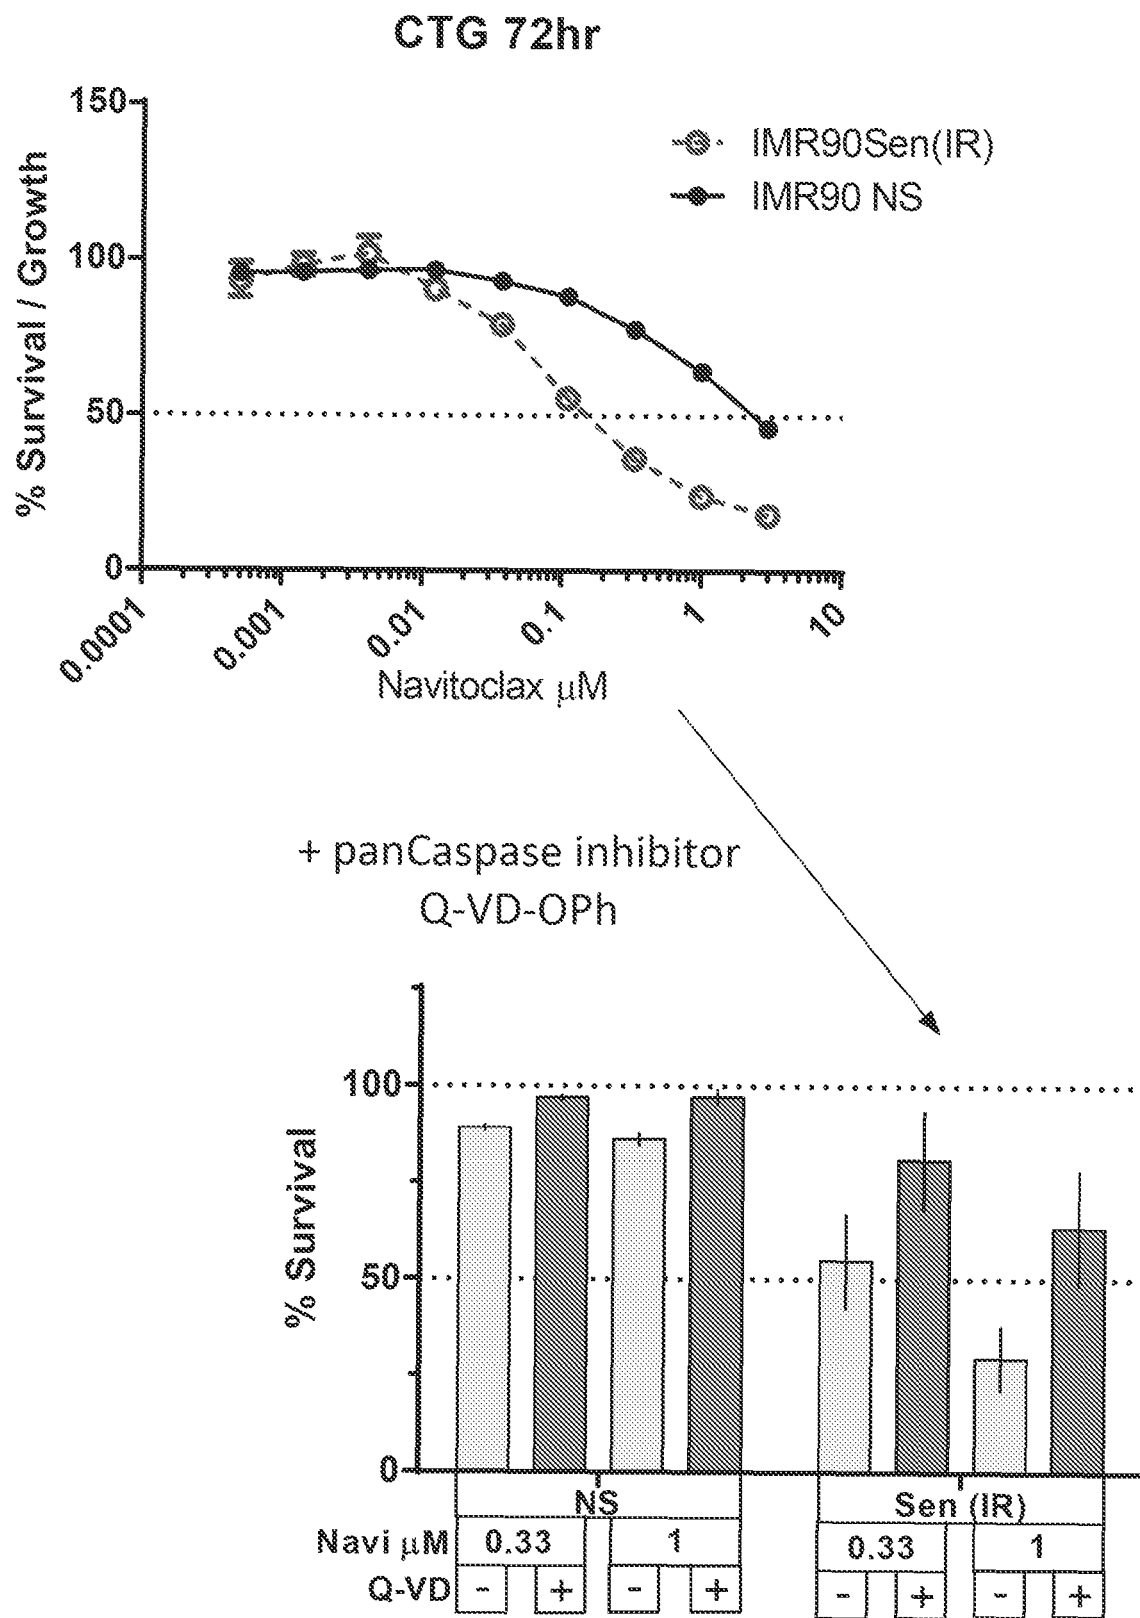 CTG 72hr
150
100
50
0
% Survival / Growth
IMR90Sen(IR)
IMR90 NS
0.0001
0.001
0.01
0.1
1
10
Navitoclax μM
+ panCaspase inhibitor
Q-VD-OPh
% Survival
100
50
0
NS Sen (IR)
Navi μM 0.33 1 0.33 1
Q-VD - + - + - + - +